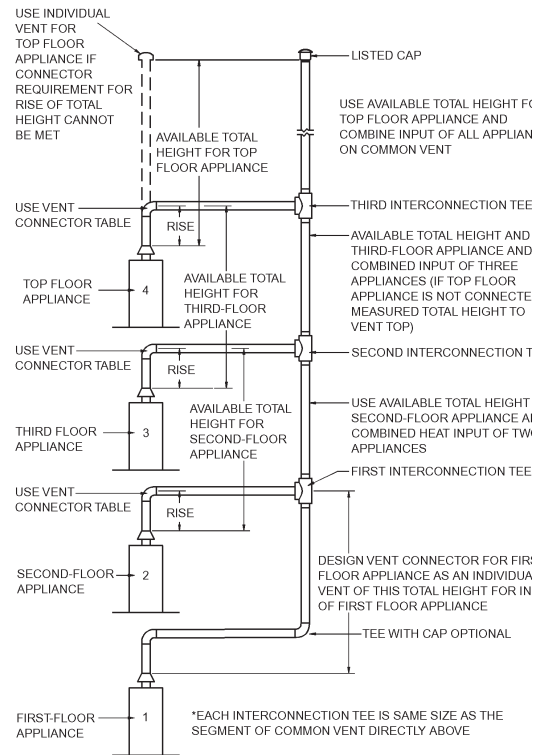 USE INDIVIDUAL
VENT FOR
TOP FLOOR
APPLIANCE IF
CONNECTOR
REQUIREMENT FOR
RISE OF TOTAL
HEIGHT CANNOT
BE MET
LISTED CAP
USE AVAILABLE TOTAL HEIGHT
TOP FLOOR APPLIANCE AND
COMBINE INPUT OF ALL
ON COMMON VENT
AVAILABLE TOTAL
HEIGHT FOR TOP
FLOOR APPLIANCE
USE VENT
CONNECTOR TABLE
RISE
THIRD INTERCONNECTION TEE
AVAILABLE TOTAL HEIGHT AND
THIRD-FLOOR APPLIANCE AND
COMBINED INPUT OF THREE
APPLIANCES (IF TOP FLOOR
APPLIANCE IS NOT
MEASURED TOTAL HEIGHT TO
VENT TOP)
TOP FLOOR
APPLIANCE
4
AVAILABLE TOTAL
HEIGHT FOR
THIRD-FLOOR
APPLIANCE
USE VENT
CONNECTOR TABLE
RISE
SECOND INTERCONNECTION
THIRD FLOOR
APPLIANCE
3
AVAILABLE TOTAL
HEIGHT FOR
SECOND-FLOOR
APPLIANCE
USE AVAILABLE TOTAL HEIGHT
SECOND-FLOOR APPLIANCE
COMBINED HEAT INPUT OF
APPLIANCES
FIRST INTERCONNECTION TEE
USE VENT
CONNECTOR TABLE
RISE
SECOND-FLOOR
APPLIANCE
2
DESIGN VENT CONNECTOR FOR
FLOOR APPLIANCE AS AN
VENT OF THIS TOTAL HEIGHT FOR
OF FIRST FLOOR APPLIANCE
TEE WITH CAP OPTIONAL
FIRST-FLOOR
APPLIANCE
1
*EACH INTERCONNECTION TEE IS SAME SIZE AS THE
SEGMENT OF COMMON VENT DIRECTLY ABOVE